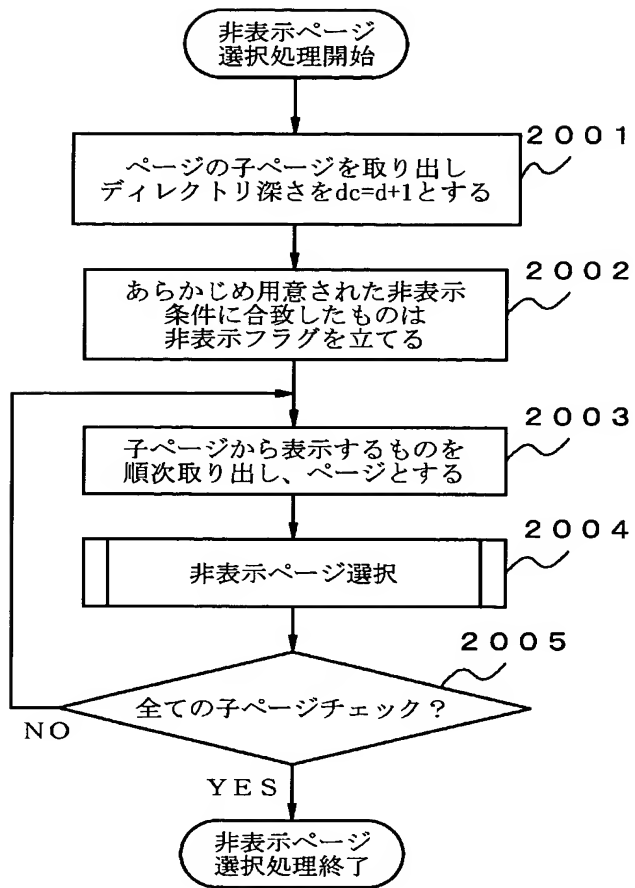 非表示ページ
選択処理開始
２００１
ページの子ページを取り出し
ディレクトリ深さをdc=d+1とする
２００２
あらかじめ用意された非表示
条件に合致したものは
非表示フラグを立てる
２００３
子ページから表示するものを
順次取り出し、ページとする
２００４
非表示ページ選択
２００５
全ての子ページチェック？
NO
YES
非表示ページ
選択処理終了